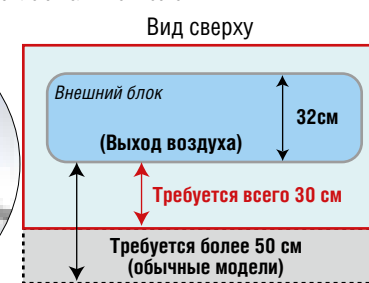 Вид сверху
Внешний блок
32см
(Выход воздуха)
Требуется всего 30 см
Требуется более 50 см
(обычные модели)